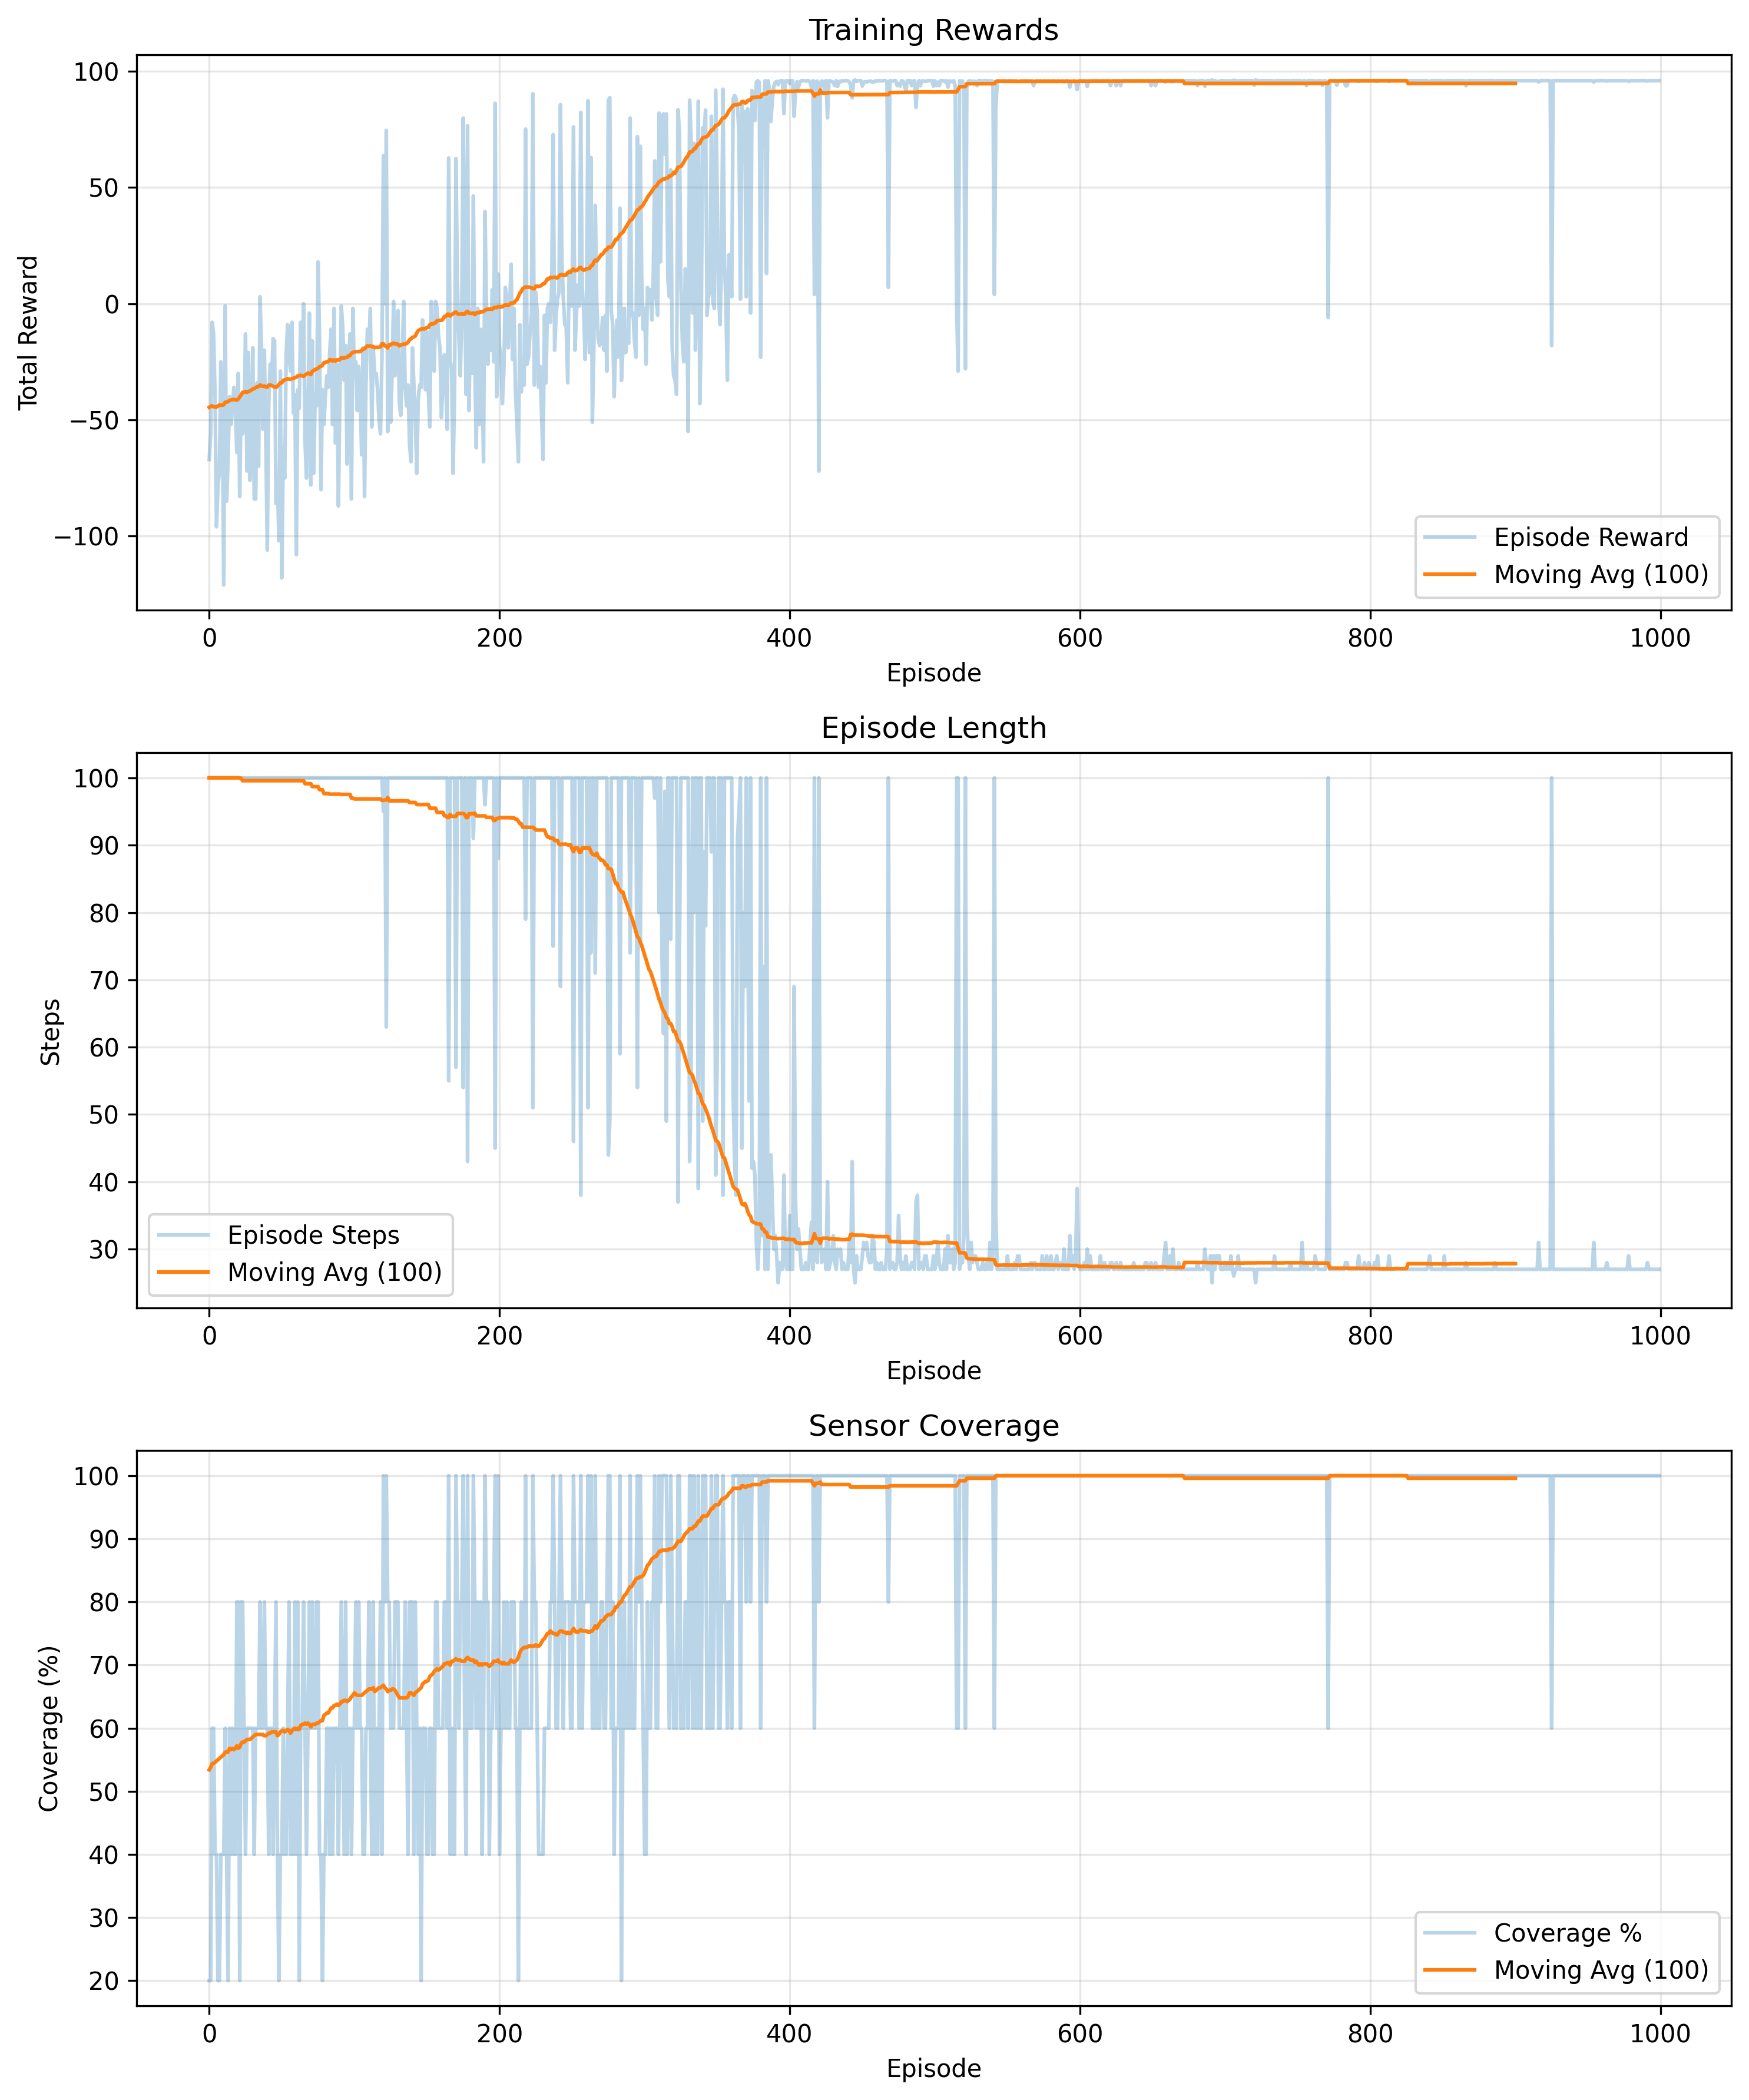 Training Rewards
100
50
0
−50
−100
Total Reward
0 200 400 600 800 1000
Episode
Episode Reward
Moving Avg (100)
Episode Length
100
90
80
70
60
50
40
30
Steps
0 200 400 600 800 1000
Episode
Episode Steps
Moving Avg (100)
Sensor Coverage
100
90
80
70
60
50
40
30
20
Coverage (%)
0 200 400 600 800 1000
Episode
Coverage %
Moving Avg (100)